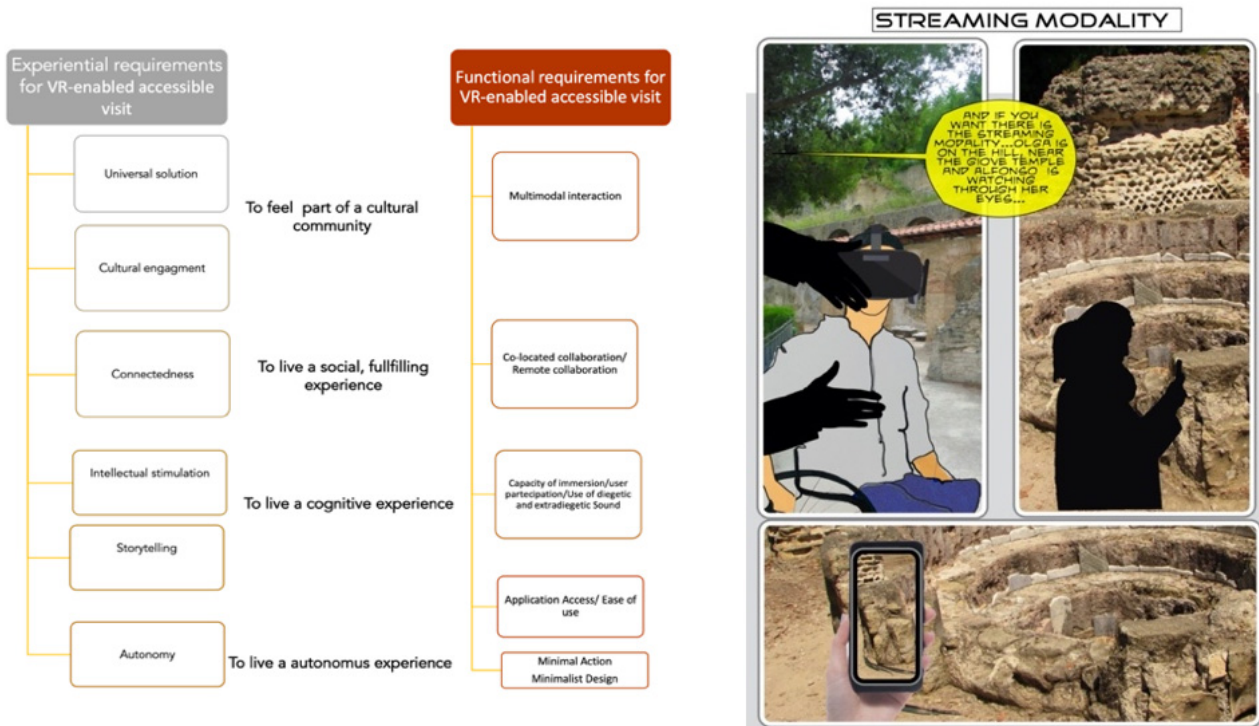 Experiential requirements
for VR-enabled accessible
visit
Universal solution
Cultural engagment
Connectedness
Intellectual stimulation
Storytelling
Autonomy
To feel part of a cultural
community
To live a social, fullfilling
experience
To live a cognitive experience
To live a autonomus experience
Functional requirements for
VR-enabled accessible visit
Multimodal interaction
Co-located collaboration/
Remote collaboration
Capacity of immersion/user
partecipation/Use of diegetic
and extradiegetic Sound
Application Access/ Ease of
use
Minimal Action
Minimalist Design
STREAMING MODALITY
AND IF YOU
WANT THERE IS
THE STREAMING
MODALITY...OLGA IS
ON THE HILL, NEAR
THE GIOVE TEMPLE
AND ALFONSO IS
WATCHING
THROUGH HER
EYES...